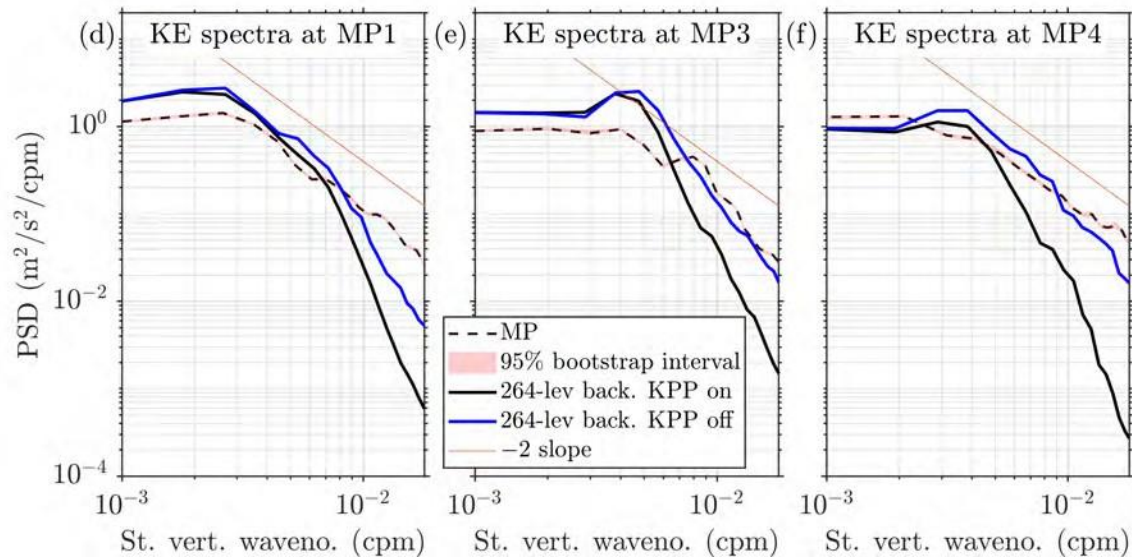 (d) KE spectra at MP1
(e) KE spectra at MP3
(f) KE spectra at MP4
PSD (m²/s²/cpm)
10⁰
10⁻²
10⁻⁴
MP
95% bootstrap interval
264-lev back. KPP on
264-lev back. KPP off
−2 slope
10⁻³ 10⁻² 10⁻³ 10⁻² 10⁻³ 10⁻²
St. vert. waveno. (cpm) St. vert. waveno. (cpm) St. vert. waveno. (cpm)